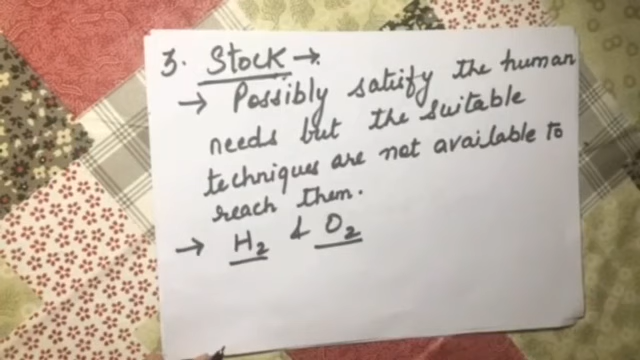 3. Stock →
→ Possibly satisfy the human
needs but the suitable
techniques are not available to
reach them.
→ H₂ & O₂